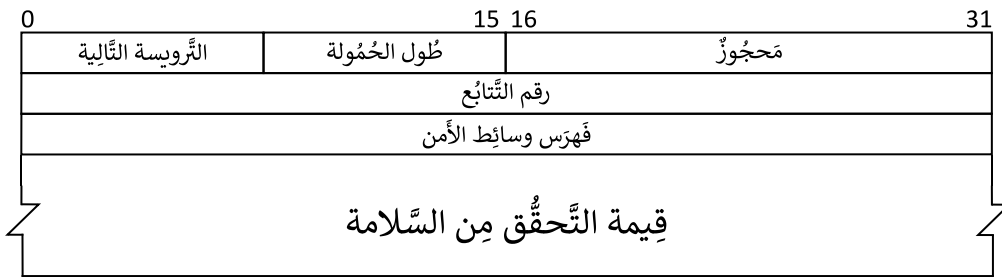 0 15 16 31
التَّرويسة التَّالِية طُول الحُمُولة مَحجُوزٌ
رقم التَّتابُع
فَهرَس وسائِط الأَمن
قِيمة التَّحقُّق مِن السَّلامة